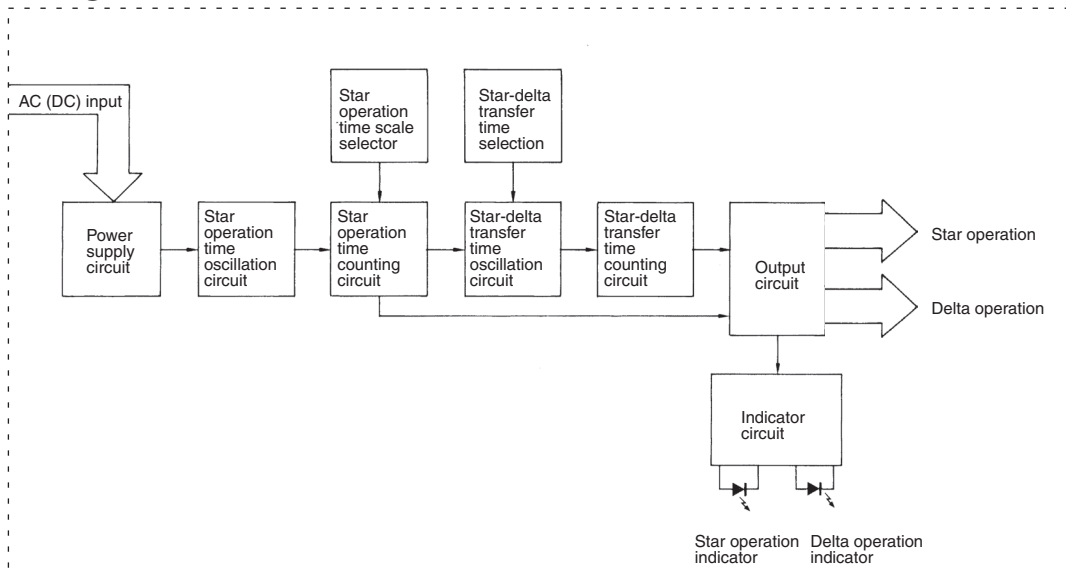 AC (DC) input
Star
operation
time scale
selector
Star-delta
transfer
time
selection
Power
supply
circuit
Star
operation
time
oscillation
circuit
Star
operation
time
counting
circuit
Star-delta
transfer
time
oscillation
circuit
Star-delta
transfer
time
counting
circuit
Output
circuit
Star operation
Delta operation
Indicator
circuit
Star operation
indicator
Delta operation
indicator